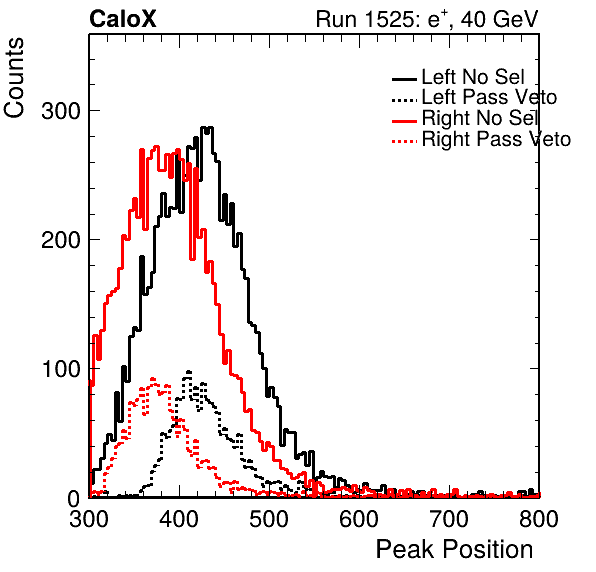 CaloX Run 1525: e⁺, 40 GeV
Counts
Left No Sel
Left Pass Veto
Right No Sel
Right Pass Veto
300
200
100
0
300 400 500 600 700 800
Peak Position